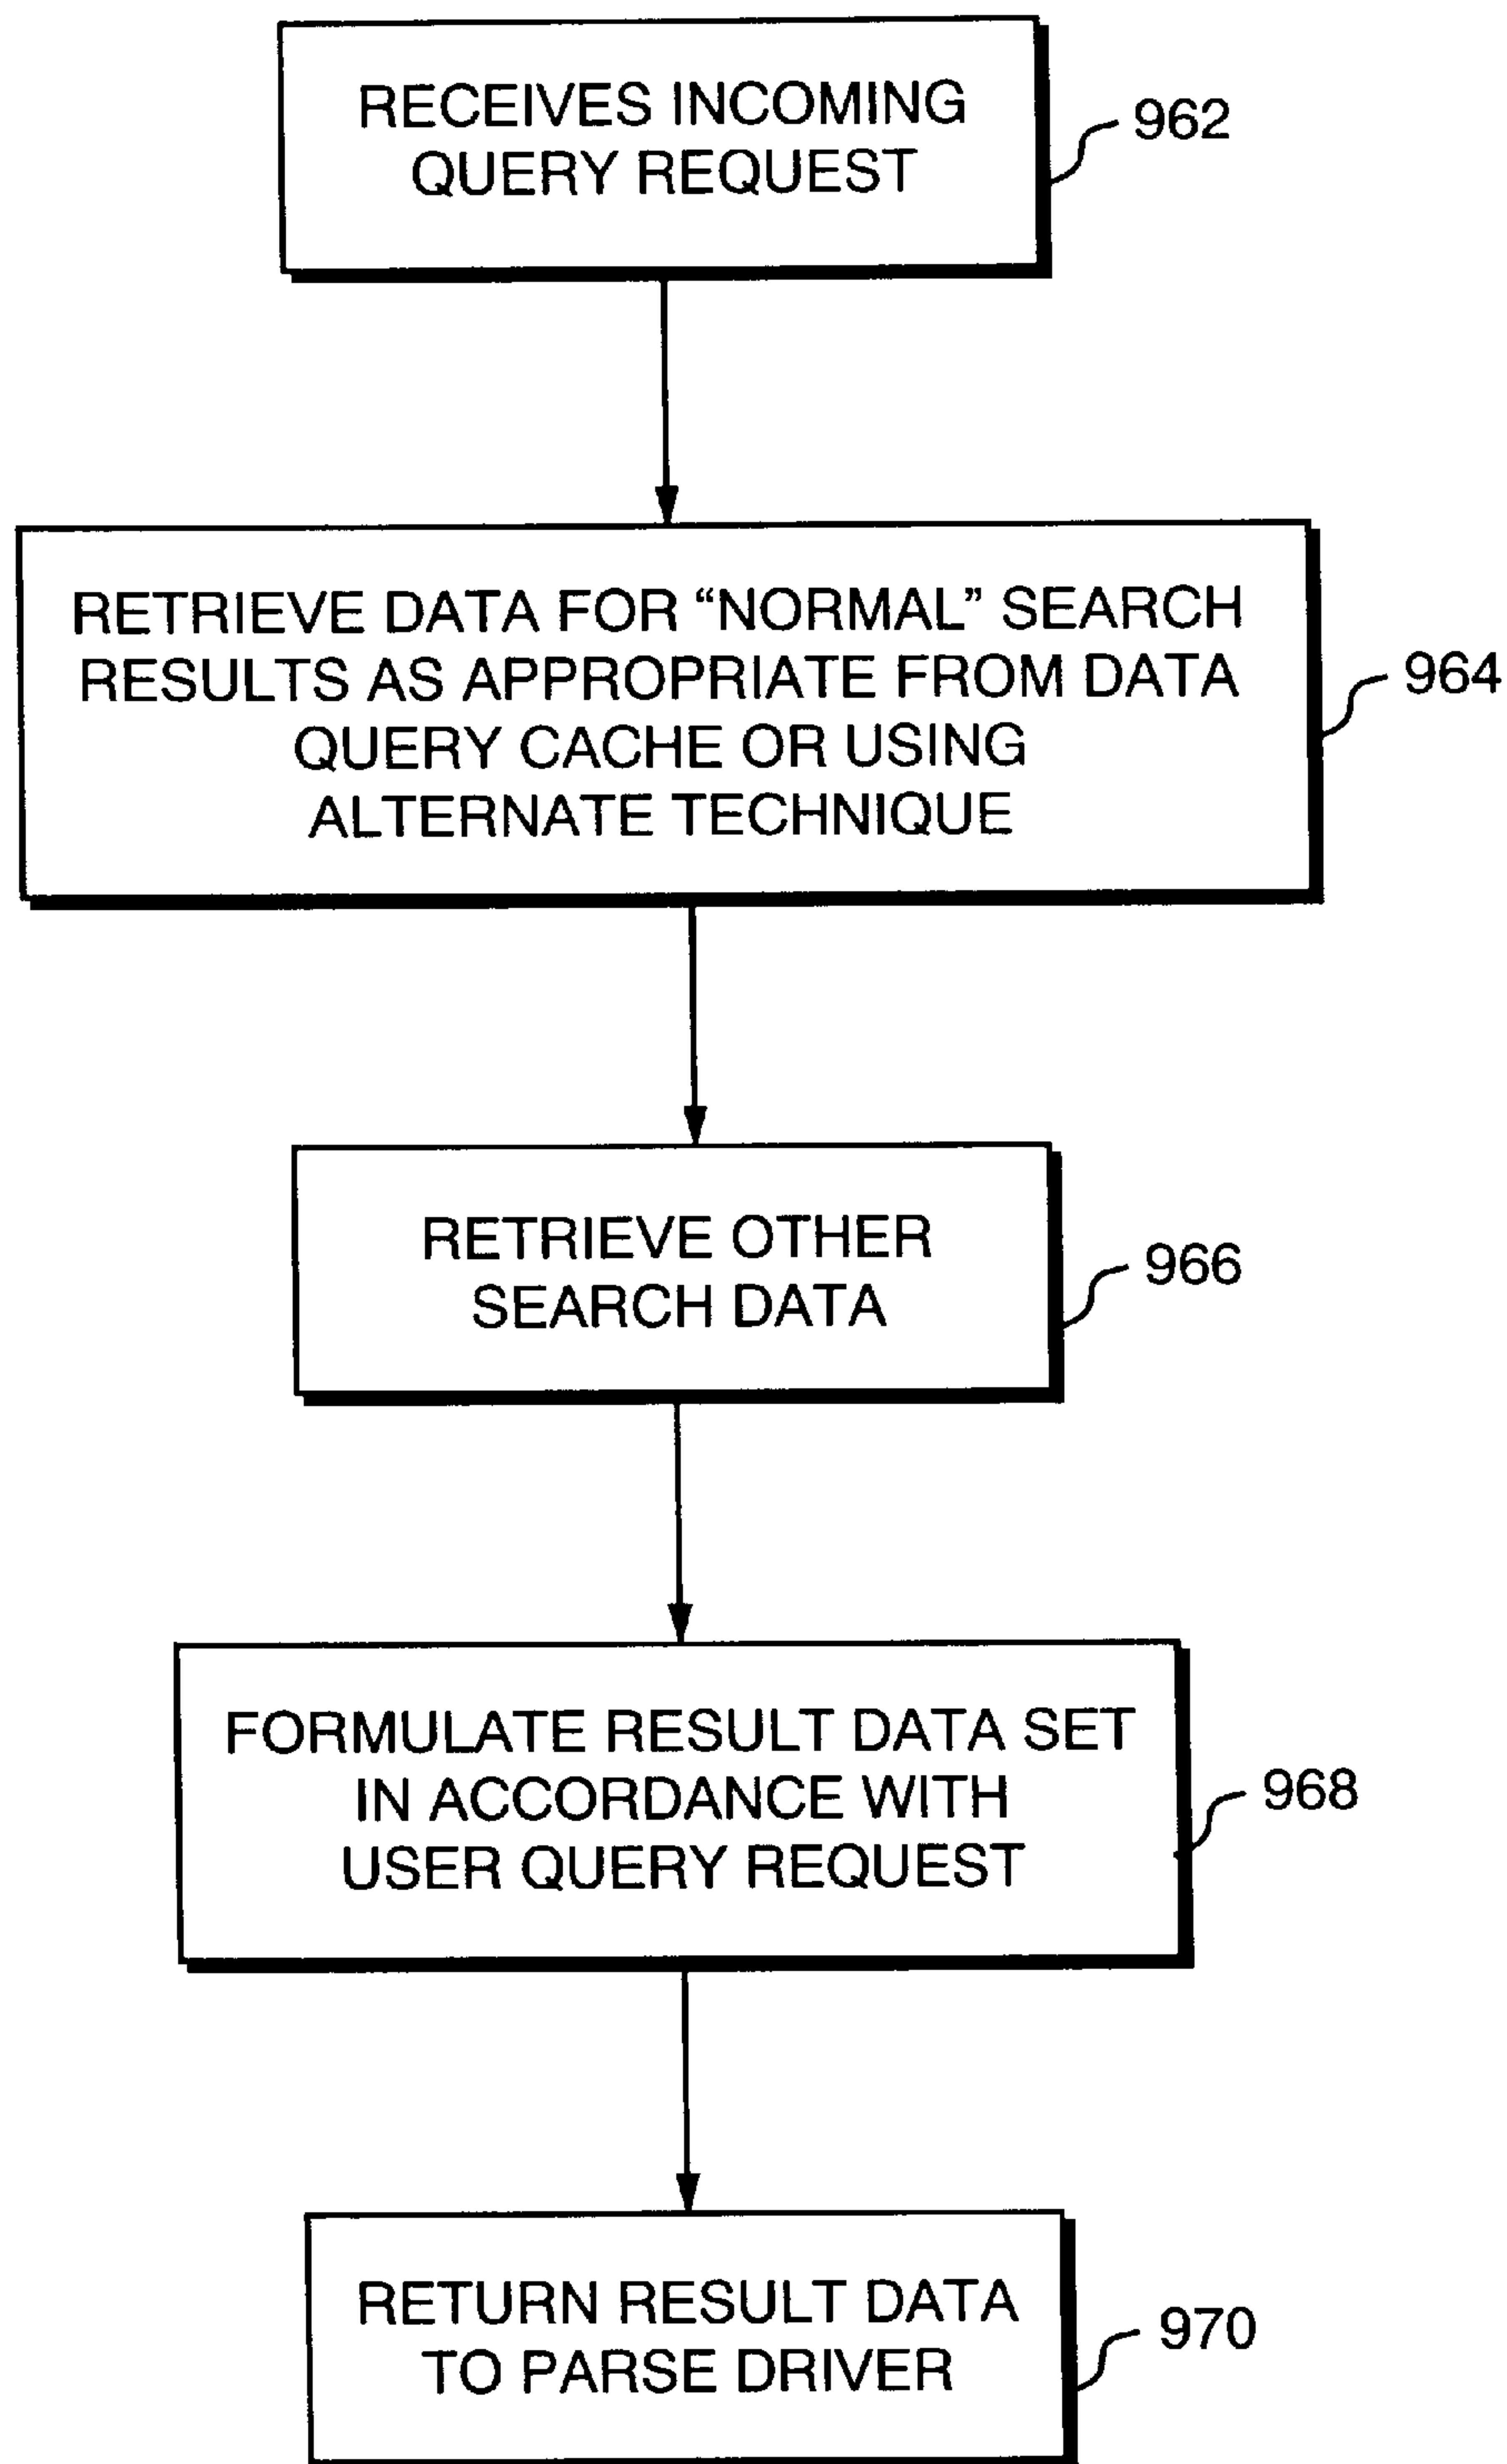 RECEIVES INCOMING
QUERY REQUEST
962
RETRIEVE DATA FOR “NORMAL” SEARCH
RESULTS AS APPROPRIATE FROM DATA
QUERY CACHE OR USING
ALTERNATE TECHNIQUE
964
RETRIEVE OTHER
SEARCH DATA
966
FORMULATE RESULT DATA SET
IN ACCORDANCE WITH
USER QUERY REQUEST
968
RETURN RESULT DATA
TO PARSE DRIVER
970